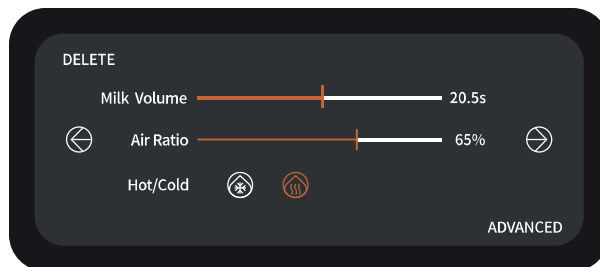 DELETE
Milk Volume 20.5s
Air Ratio 65%
Hot/Cold
ADVANCED